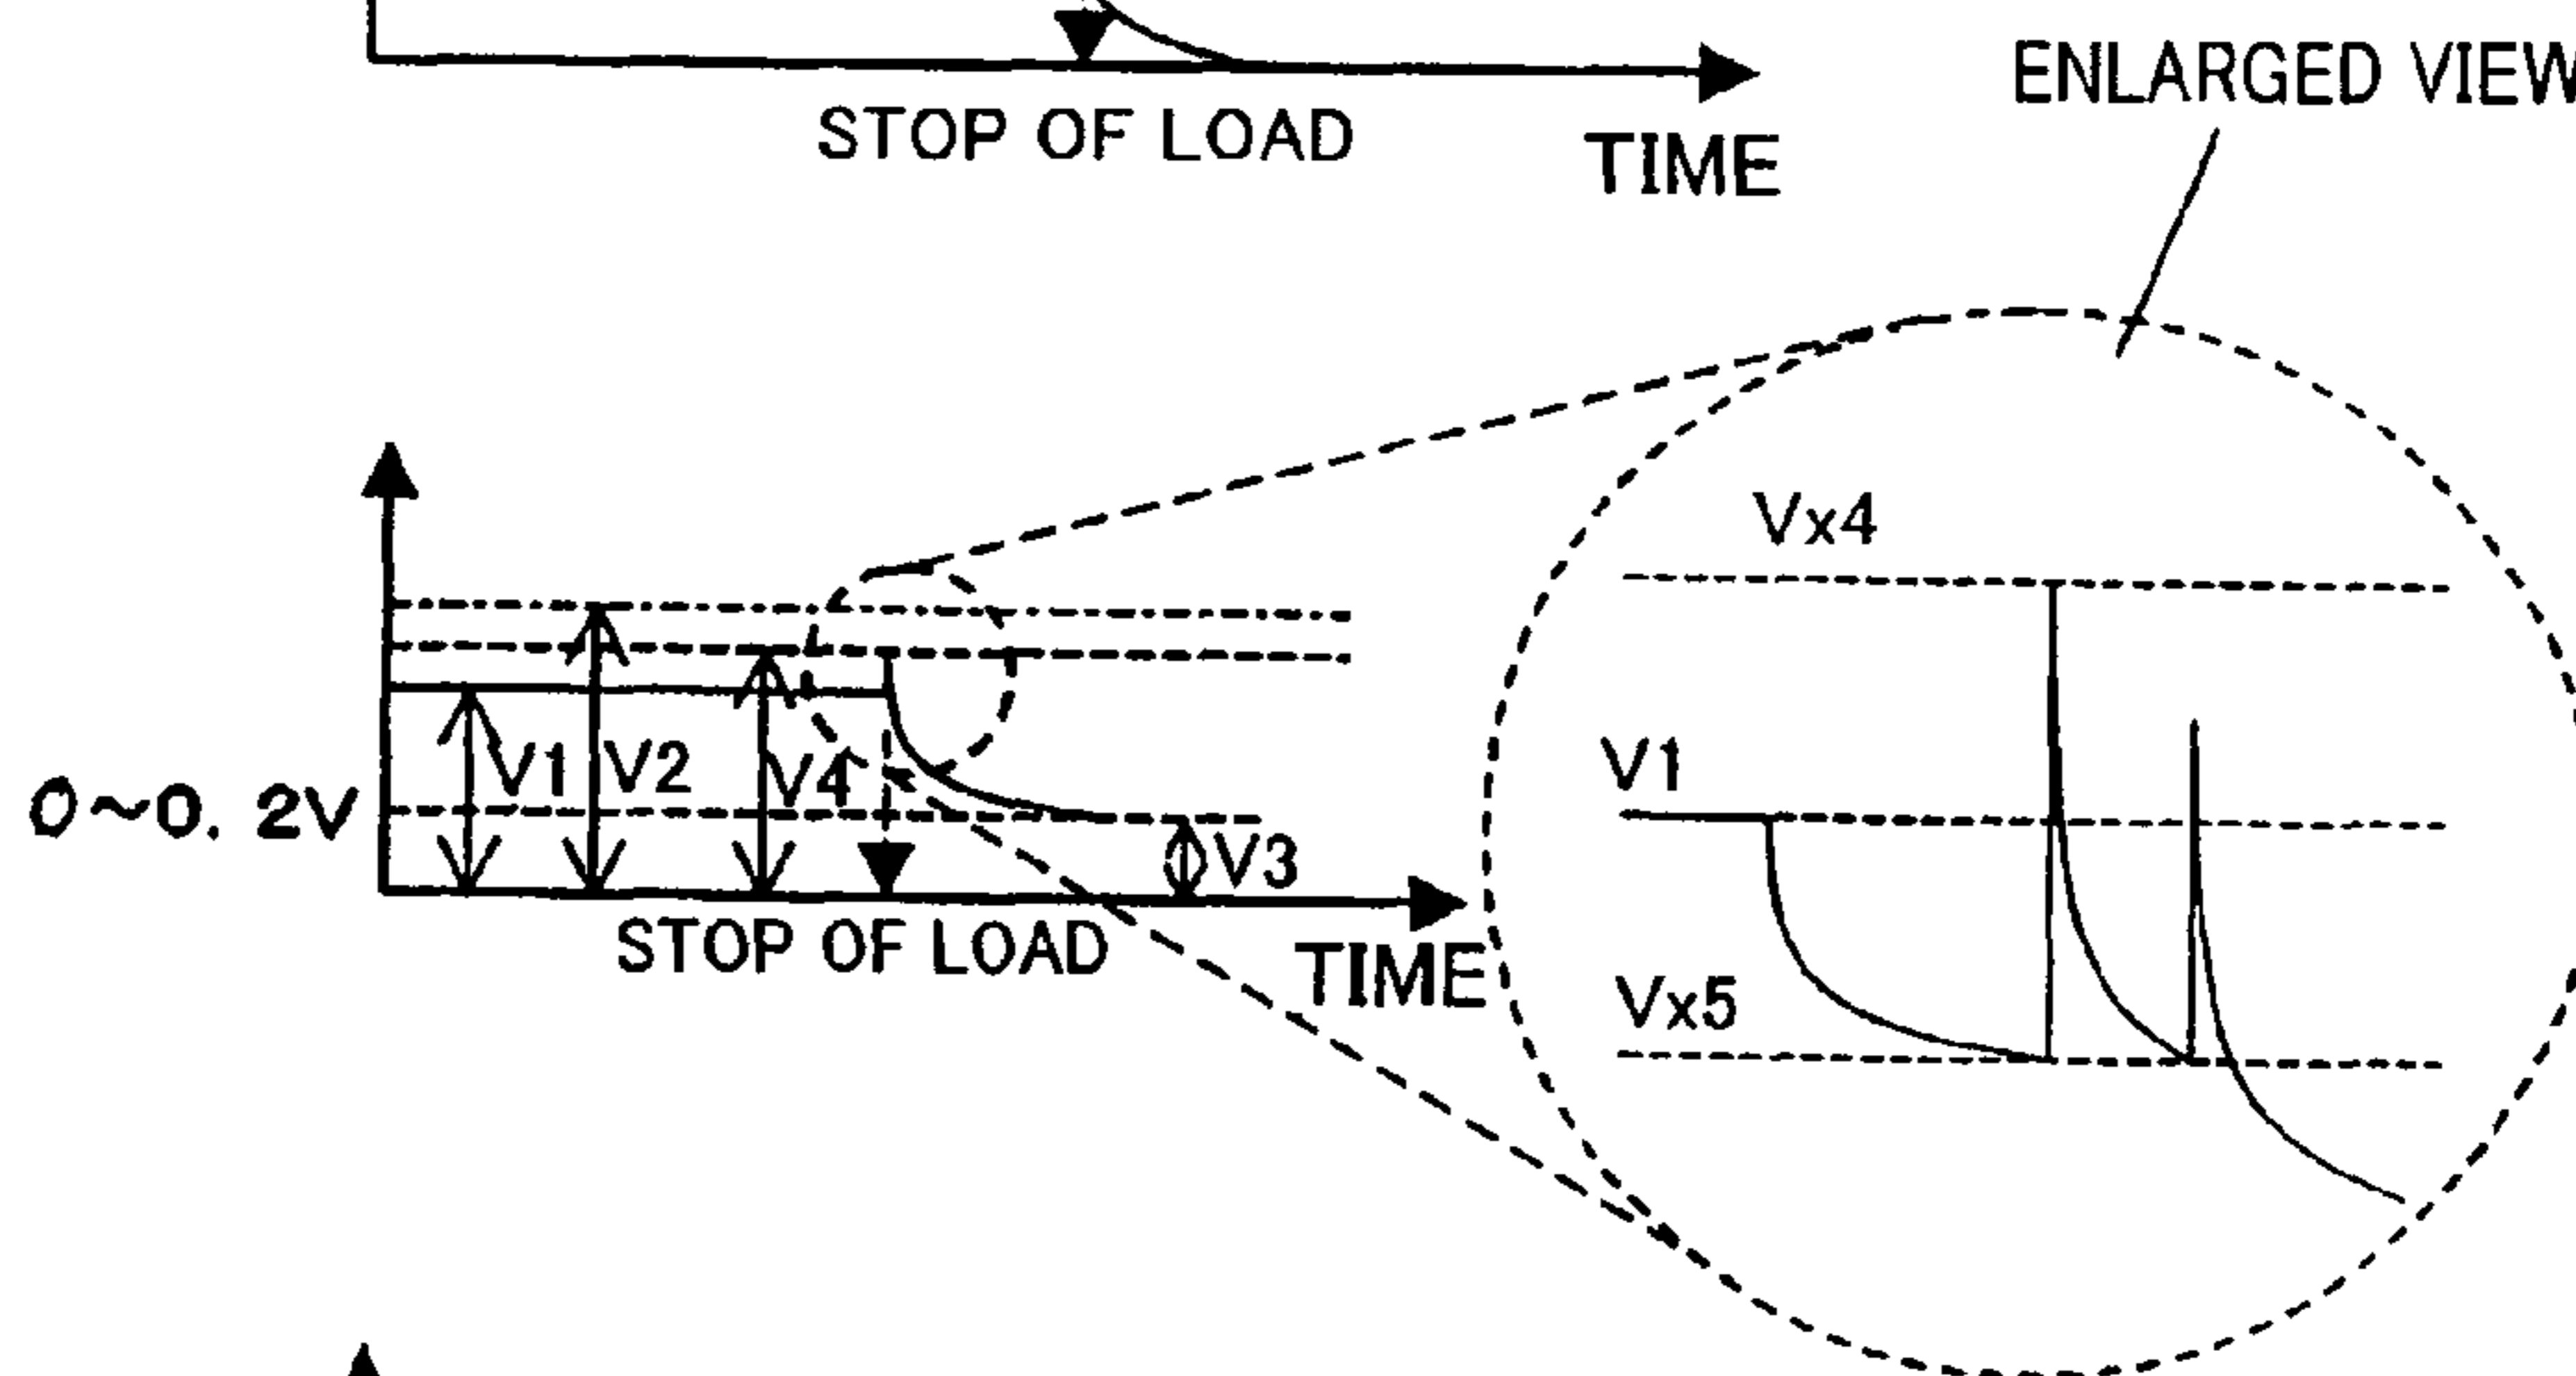 STOP OF LOAD
TIME
ENLARGED VIEW
Vx4
V1
Vx5
V1
V2
V4
0~0. 2V
V3
STOP OF LOAD
TIME